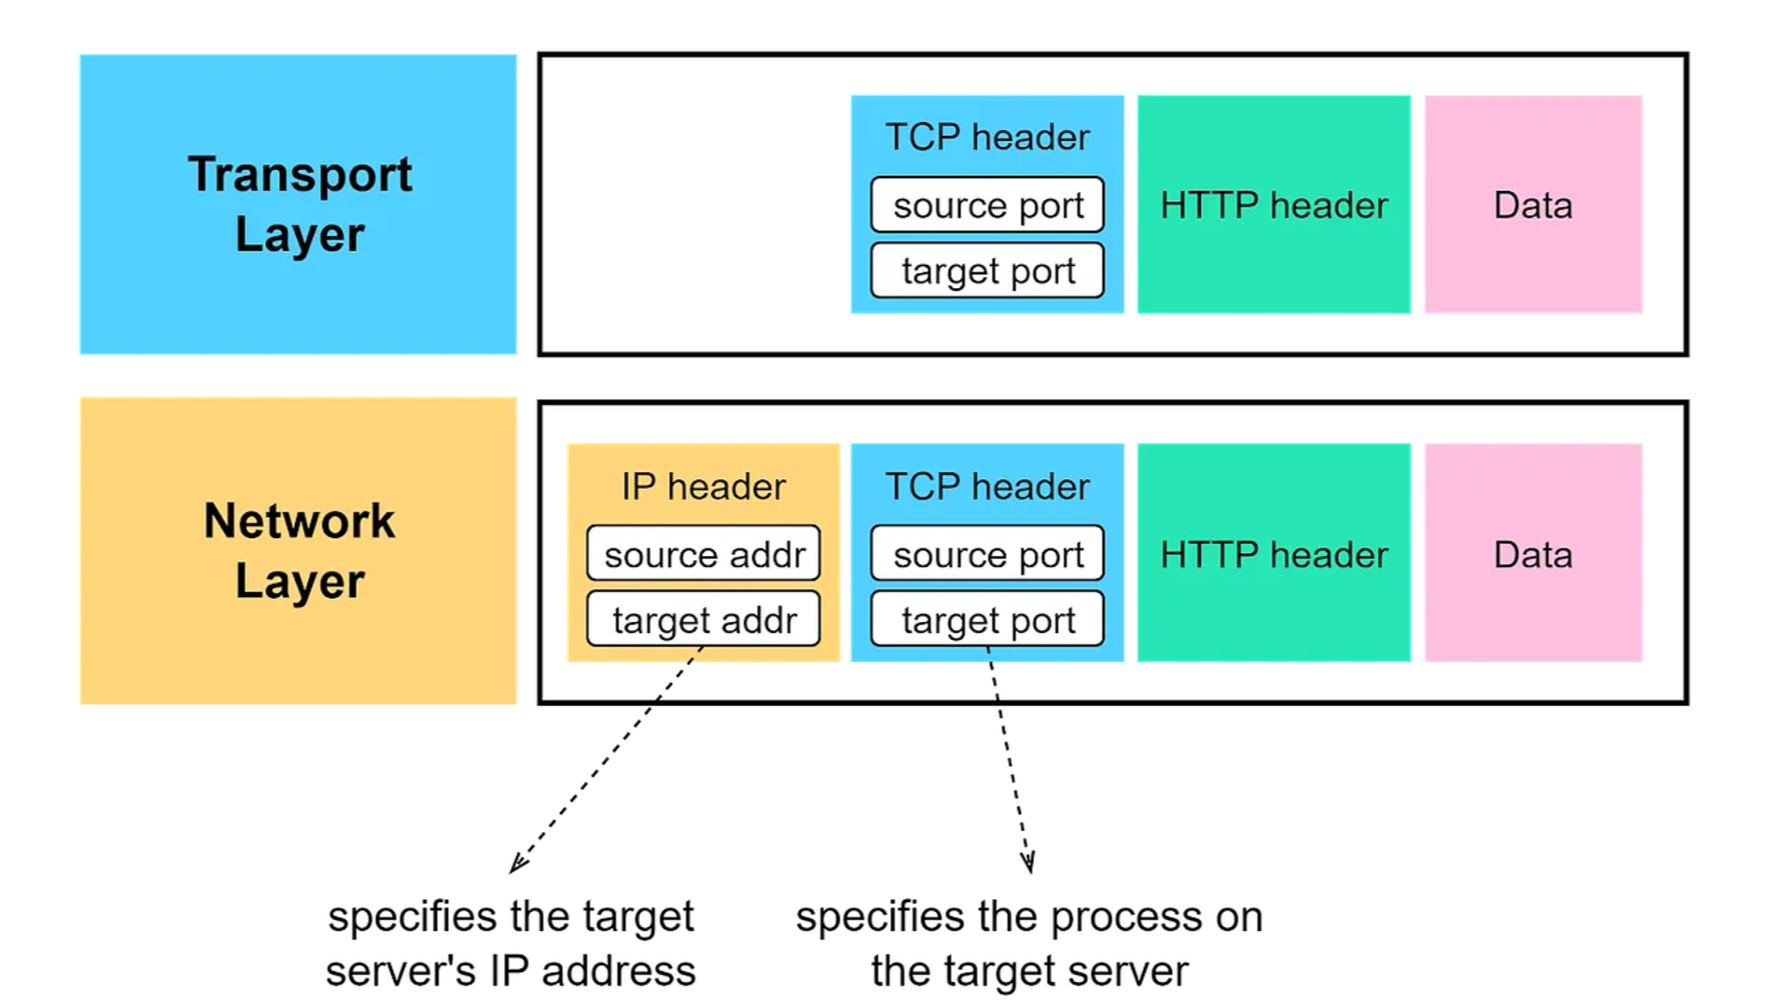 Transport
Layer
TCP header
source port
target port
HTTP header
Data
Network
Layer
IP header
source addr
target addr
TCP header
source port
target port
HTTP header
Data
specifies the target
server's IP address
specifies the process on
the target server